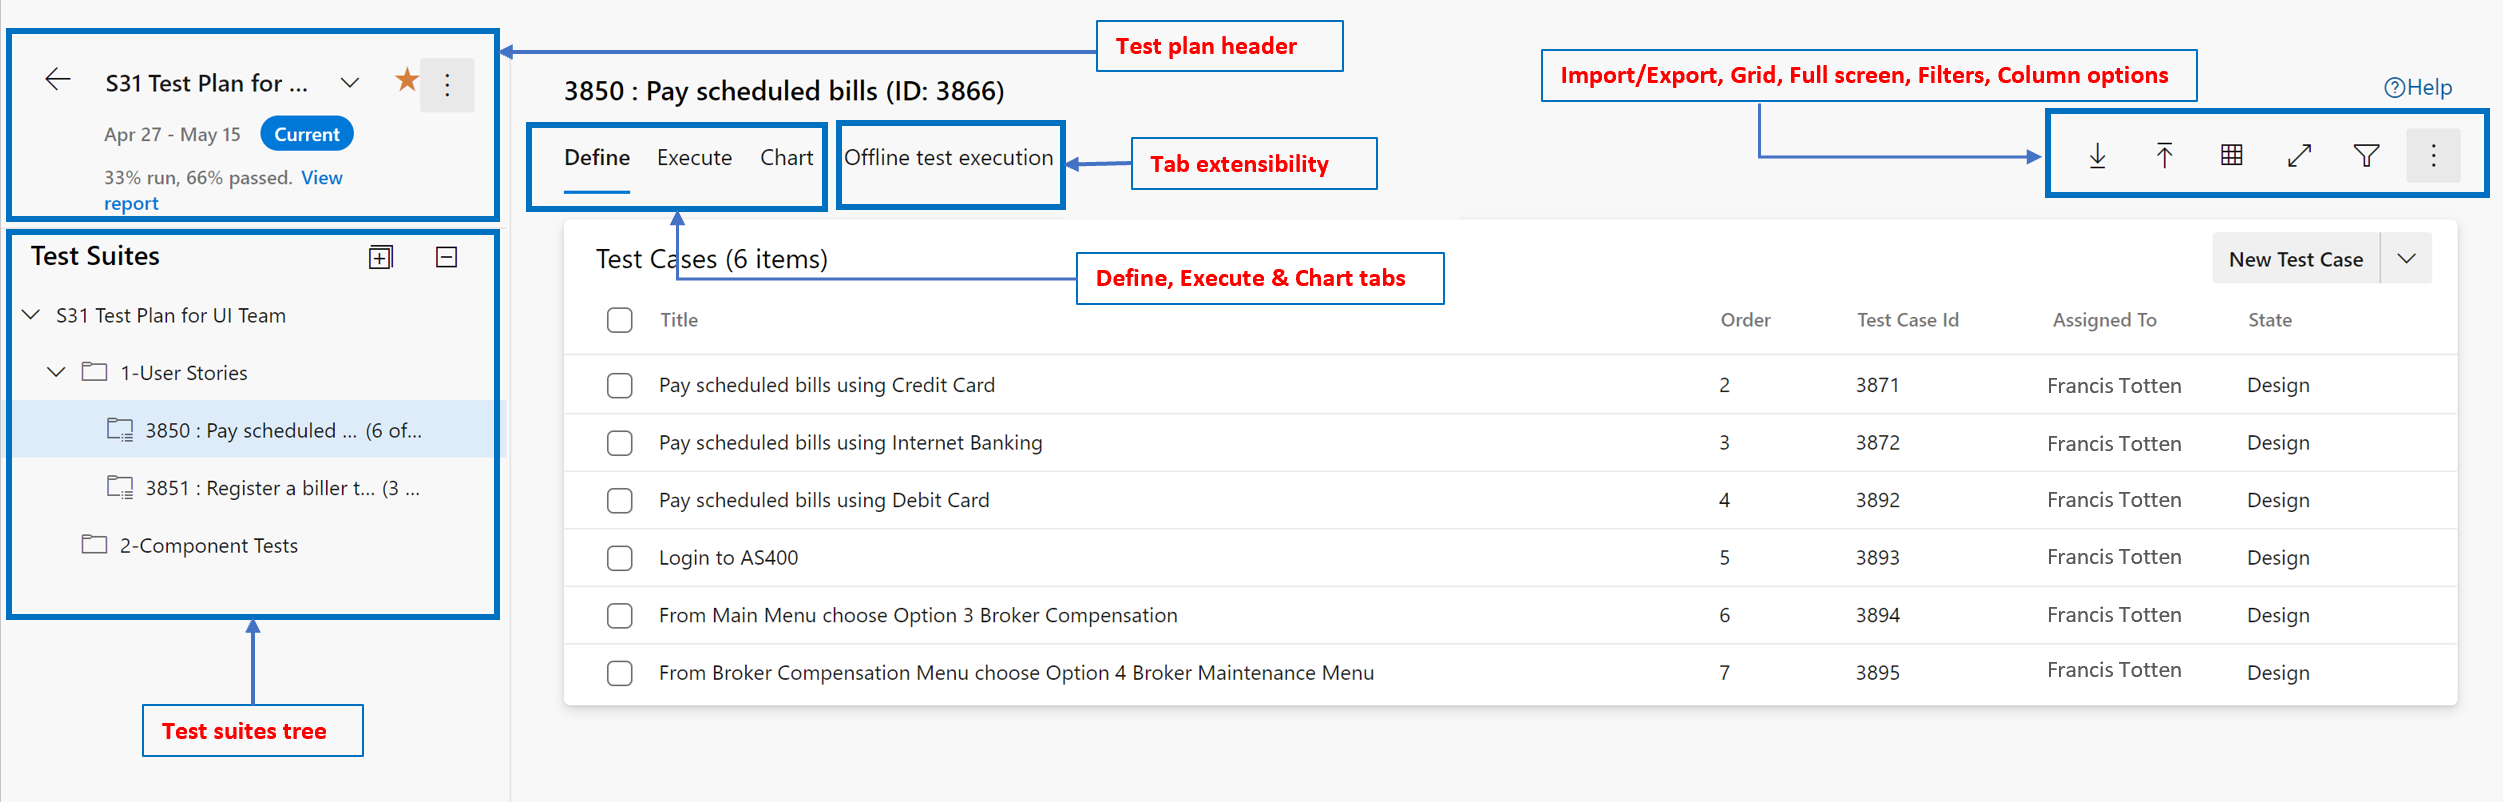 Test plan header
S31 Test Plan for ...
Apr 27 - May 15 Current
33% run, 66% passed. View
report
Test Suites
S31 Test Plan for UI Team
1-User Stories
3850 : Pay scheduled ... (6 of...
3851 : Register a biller t... (3 ...
2-Component Tests
Test suites tree
3850 : Pay scheduled bills (ID: 3866)
Import/Export, Grid, Full screen, Filters, Column options
Help
Define Execute Chart Offline test execution
Tab extensibility
Define, Execute & Chart tabs
Test Cases (6 items)
New Test Case
Title Order Test Case Id Assigned To State
Pay scheduled bills using Credit Card 2 3871 Francis Totten Design
Pay scheduled bills using Internet Banking 3 3872 Francis Totten Design
Pay scheduled bills using Debit Card 4 3892 Francis Totten Design
Login to AS400 5 3893 Francis Totten Design
From Main Menu choose Option 3 Broker Compensation 6 3894 Francis Totten Design
From Broker Compensation Menu choose Option 4 Broker Maintenance Menu 7 3895 Francis Totten Design